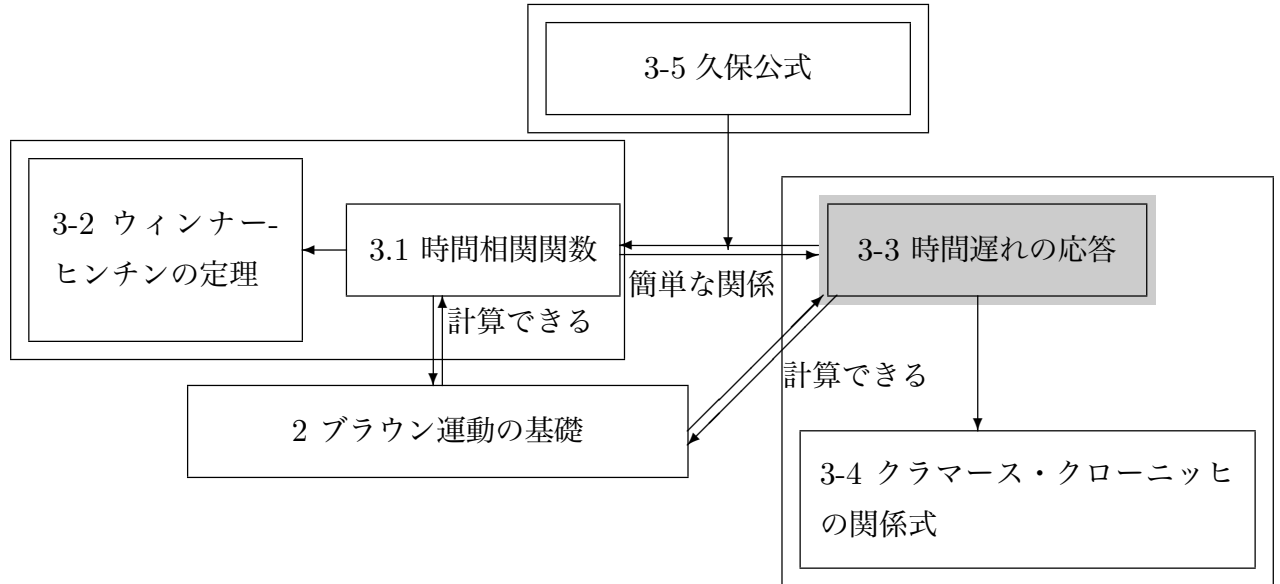 3-5 久保公式
3-2 ウィンナー-
ヒンチンの定理
3.1 時間相関関数
3-3 時間遅れの応答
簡単な関係
計算できる
計算できる
2 ブラウン運動の基礎
3-4 クラマース・クローニッヒ
の関係式